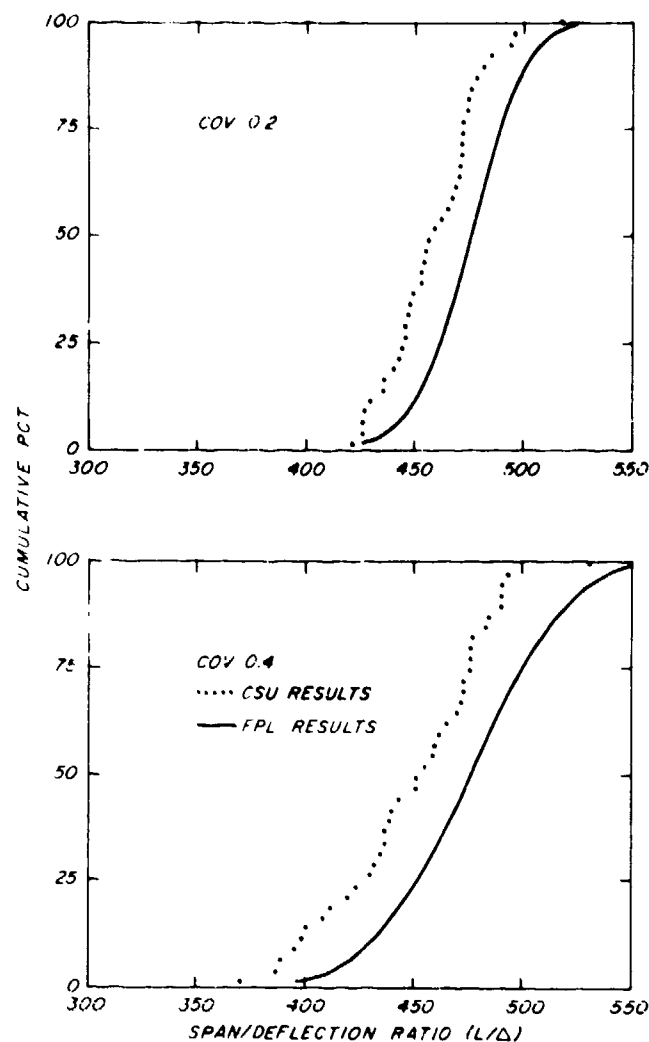 100
75
50
25
0
COV 0.2
300 350 400 450 500 550
CUMULATIVE PCT
100
75
50
25
0
COV 0.4
CSU RESULTS
FPL RESULTS
300 350 400 450 500 550
SPAN/DEFLECTION RATIO (L/Δ)